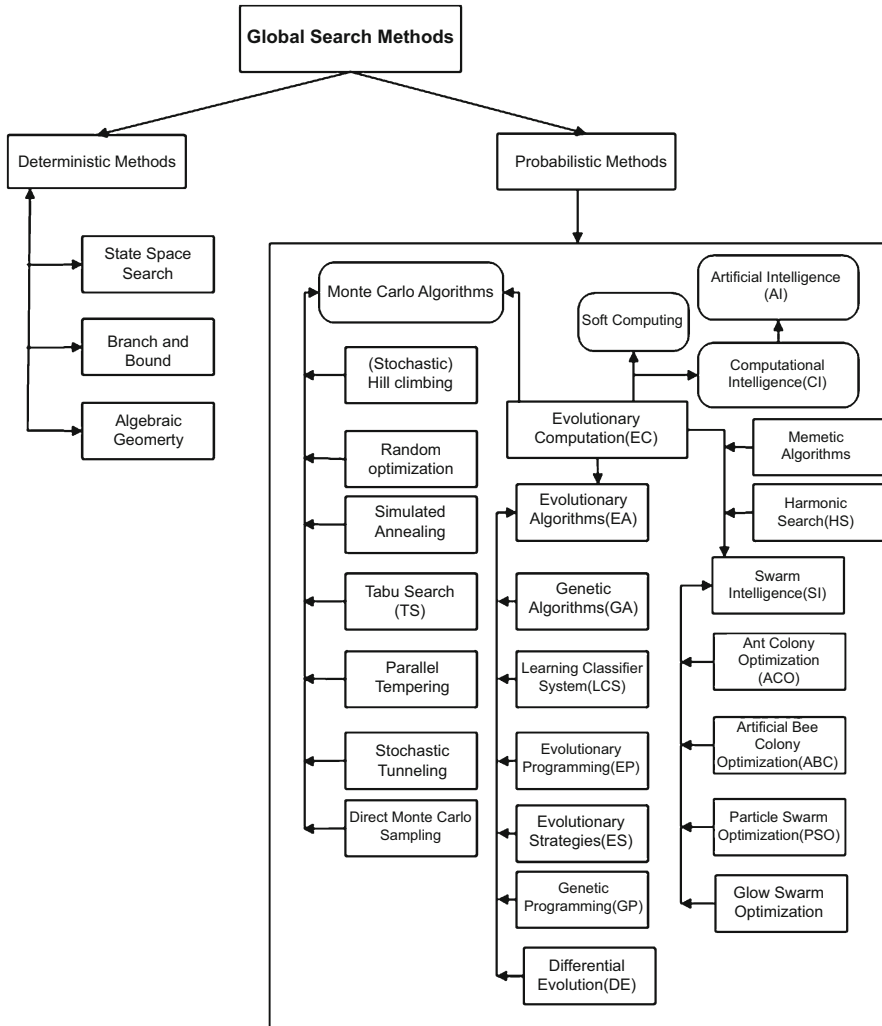 Global Search Methods
Deterministic Methods
Probabilistic Methods
State Space
Search
Branch and
Bound
Algebraic
Geomerty
Monte Carlo Algorithms
Soft Computing
Artificial Intelligence
(AI)
Computational
Intelligence(CI)
(Stochastic)
Hill climbing
Random
optimization
Simulated
Annealing
Tabu Search
(TS)
Parallel
Tempering
Stochastic
Tunneling
Direct Monte Carlo
Sampling
Evolutionary
Computation(EC)
Evolutionary
Algorithms(EA)
Genetic
Algorithms(GA)
Learning Classifier
System(LCS)
Evolutionary
Programming(EP)
Evolutionary
Strategies(ES)
Genetic
Programming(GP)
Differential
Evolution(DE)
Memetic
Algorithms
Harmonic
Search(HS)
Swarm
Intelligence(SI)
Ant Colony
Optimization
(ACO)
Artificial Bee
Colony
Optimization(ABC)
Particle Swarm
Optimization(PSO)
Glow Swarm
Optimization